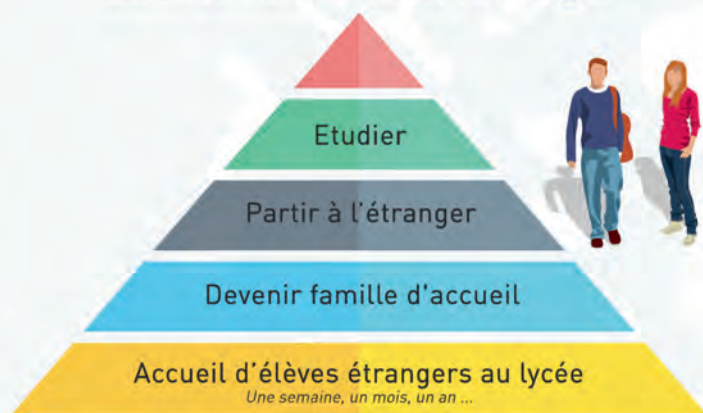 Etudier
Partir à l'étranger
Devenir famille d'accueil
Accueil d'élèves étrangers au lycée
Une semaine, un mois, un an ...